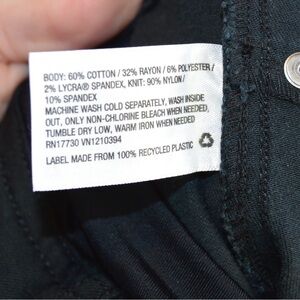 BODY: 60% COTTON / 32% RAYON / 6% POLYESTER /
2% LYCRA® SPANDEX, KNIT: 90% NYLON /
10% SPANDEX
MACHINE WASH COLD SEPARATELY, WASH INSIDE
OUT, ONLY NON-CHLORINE BLEACH WHEN NEEDED,
TUMBLE DRY LOW, WARM IRON WHEN NEEDED
RN17730 VN1210394
LABEL MADE FROM 100% RECYCLED PLASTIC